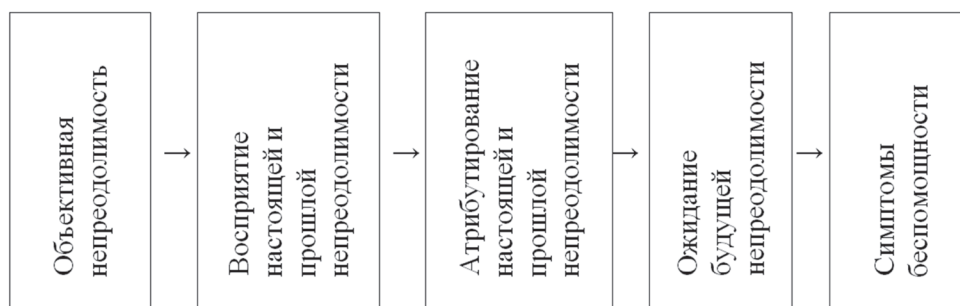 Объективная
непреодолимость
→
Восприятие
настоящей и
прошлой
непреодолимости
→
Атрибутирование
настоящей и
прошлой
непреодолимости
→
Ожидание
будущей
непреодолимости
→
Симптомы
беспомощности